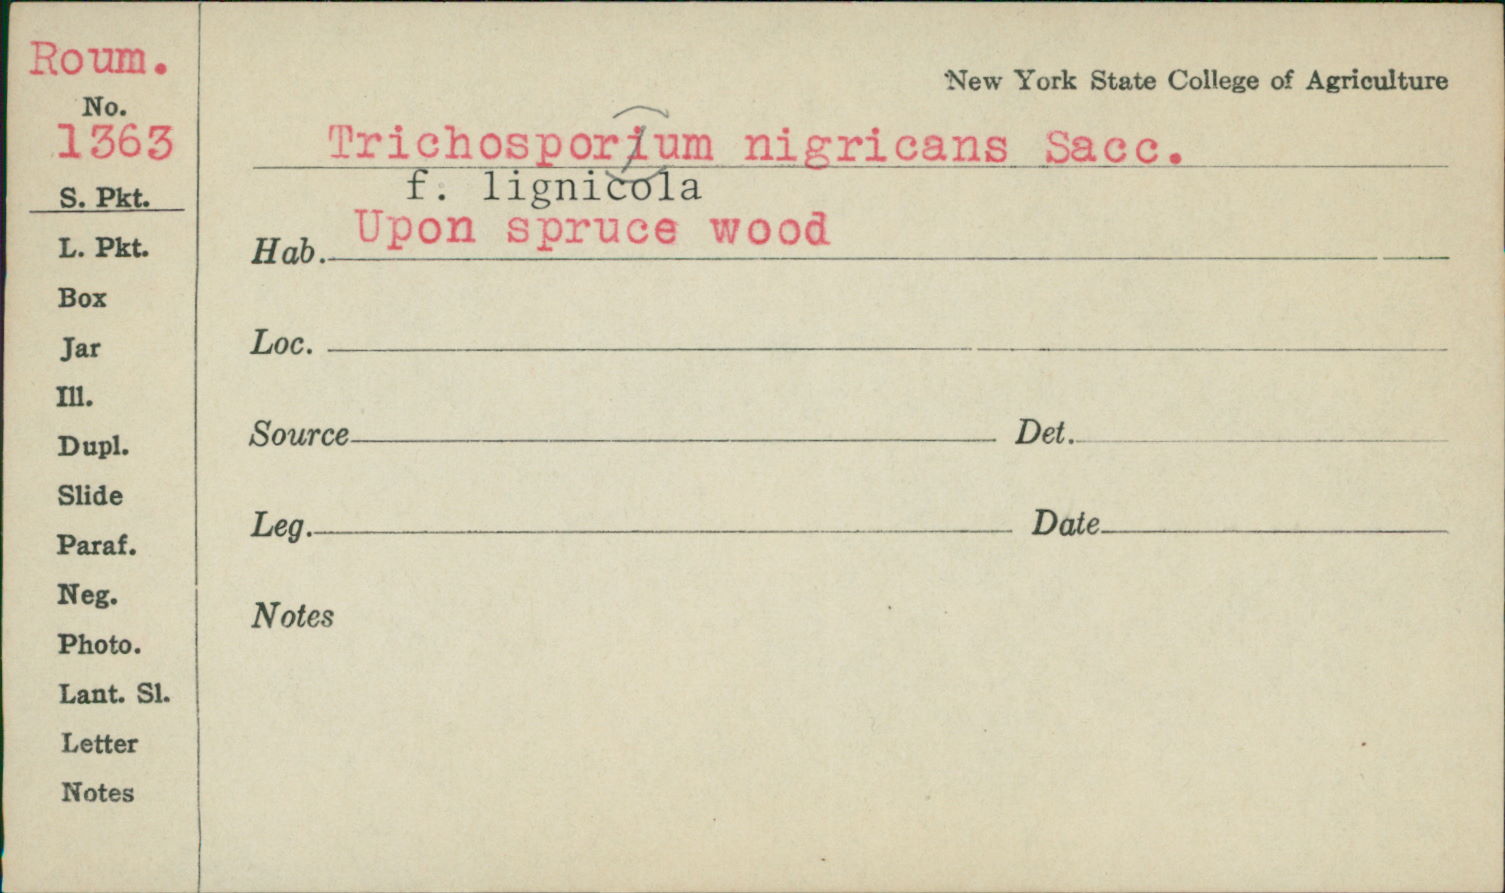 Roum.
No.
1363
S. Pkt.
L. Pkt.
Box
Jar
Ill.
Dupl.
Slide
Paraf.
Neg.
Photo.
Lant. Sl.
Letter
Notes
New York State College of Agriculture
Trichosporium nigricans Sacc.
f. lignicola
Hab. Upon spruce wood
Loc.
Source Det.
Leg. Date
Notes